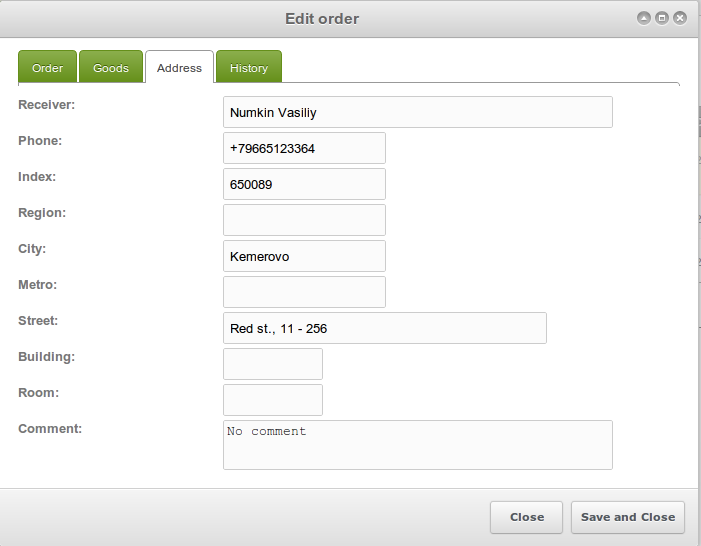 Edit order
Order Goods Address History
Receiver: Numkin Vasiliy
Phone: +79665123364
Index: 650089
Region:
City: Kemerovo
Metro:
Street: Red st., 11 - 256
Building:
Room:
Comment: No comment
Close Save and Close